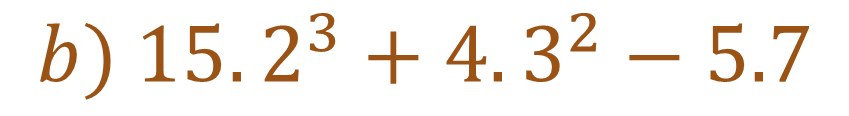 b) 15. 2³ + 4. 3² − 5.7